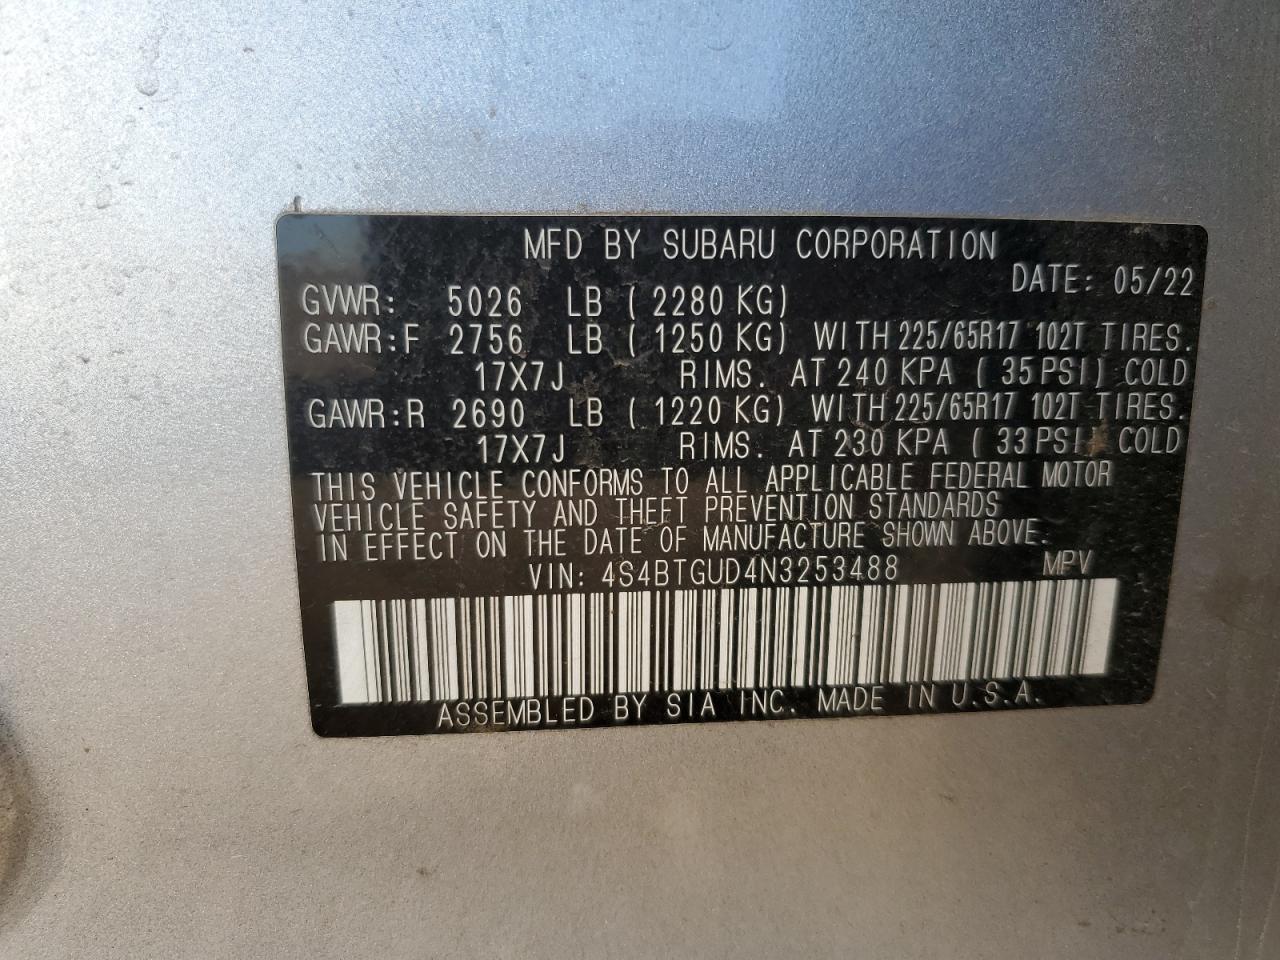 MFD BY SUBARU CORPORATION
DATE: 05/22
GVWR: 5026 LB ( 2280 KG)
GAWR:F 2756 LB ( 1250 KG) WITH 225/65R17 102T TIRES.
17X7J RIMS. AT 240 KPA ( 35 PSI) COLD
GAWR:R 2690 LB ( 1220 KG) WITH 225/65R17 102T TIRES.
17X7J RIMS. AT 230 KPA ( 33 PSI) COLD
THIS VEHICLE CONFORMS TO ALL APPLICABLE FEDERAL MOTOR
VEHICLE SAFETY AND THEFT PREVENTION STANDARDS
IN EFFECT ON THE DATE OF MANUFACTURE SHOWN ABOVE.
VIN: 4S4BTGUD4N3253488 MPV
ASSEMBLED BY SIA INC. MADE IN U.S.A.